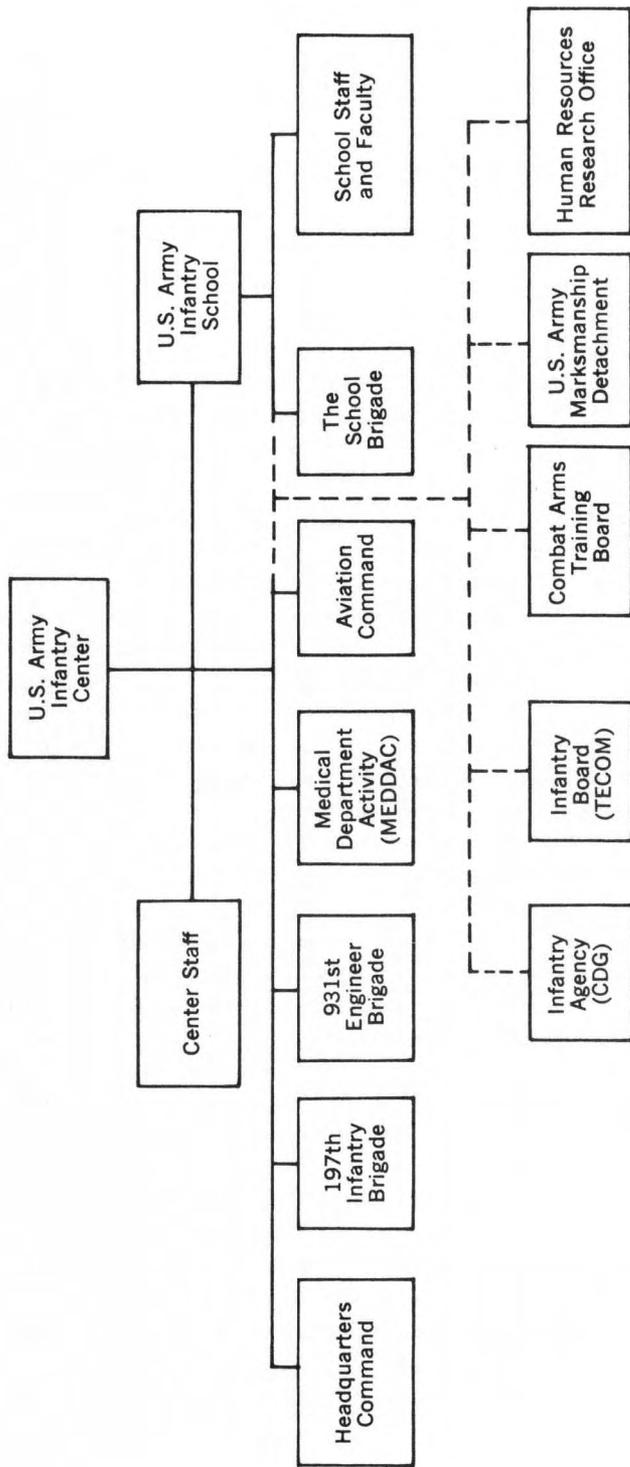 U.S. Army
Infantry
Center
Center Staff
U.S. Army
Infantry
School
Headquarters
Command
197th
Infantry
Brigade
931st
Engineer
Brigade
Medical
Department
Activity
(MEDDAC)
Aviation
Command
The
School
Brigade
School Staff
and Faculty
Infantry
Agency
(CDG)
Infantry
Board
(TECOM)
Combat Arms
Training
Board
U.S. Army
Marksmanship
Detachment
Human Resources
Research Office